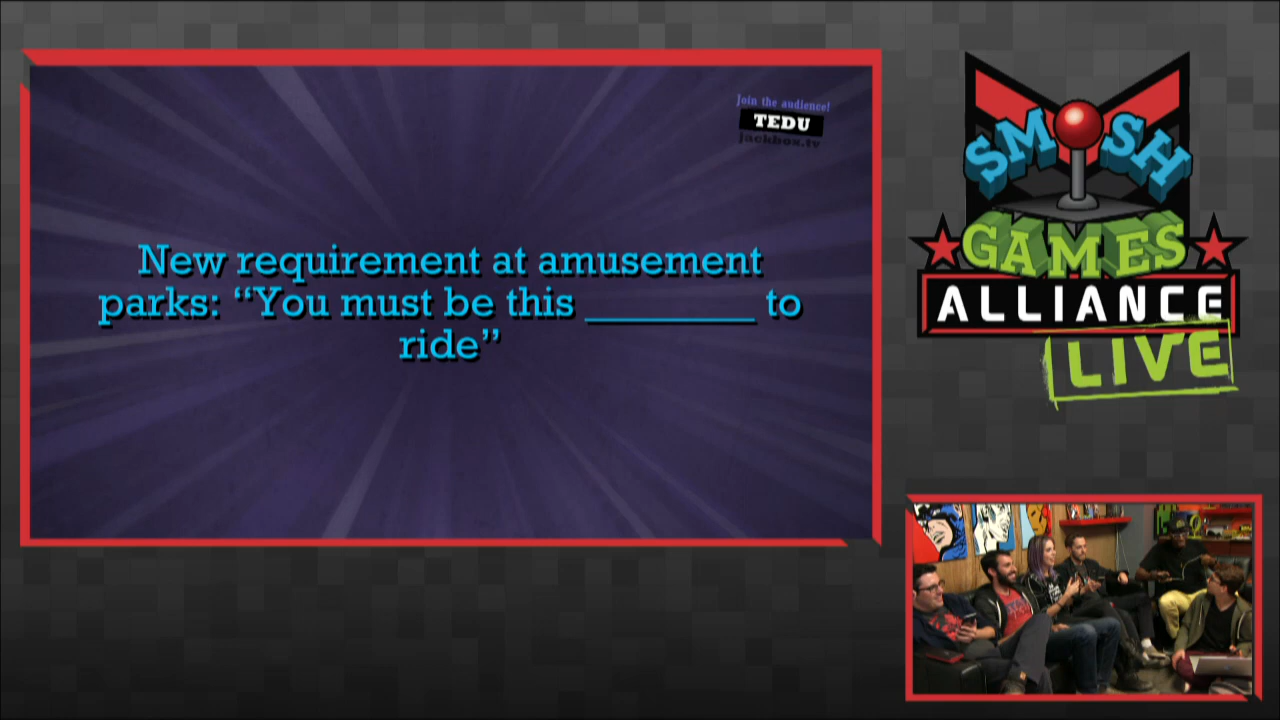 Join the audience!
TEDU
jackbox.tv
New requirement at amusement
parks: “You must be this ________ to
ride”
SMOSH
GAMES
ALLIANCE
LIVE